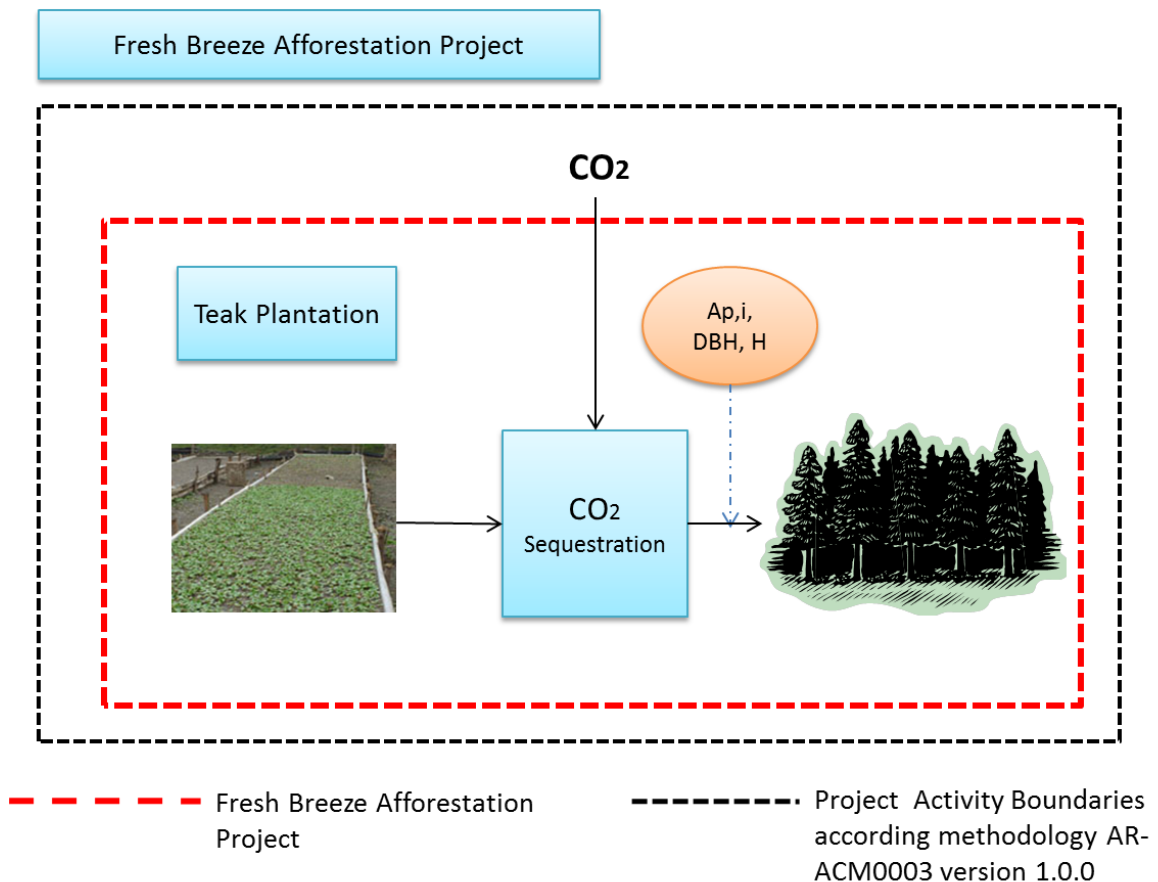 Fresh Breeze Afforestation Project
CO2
Teak Plantation
Ap,i,
DBH, H
CO2
Sequestration
Fresh Breeze Afforestation
Project
Project Activity Boundaries
according methodology AR-
ACM0003 version 1.0.0